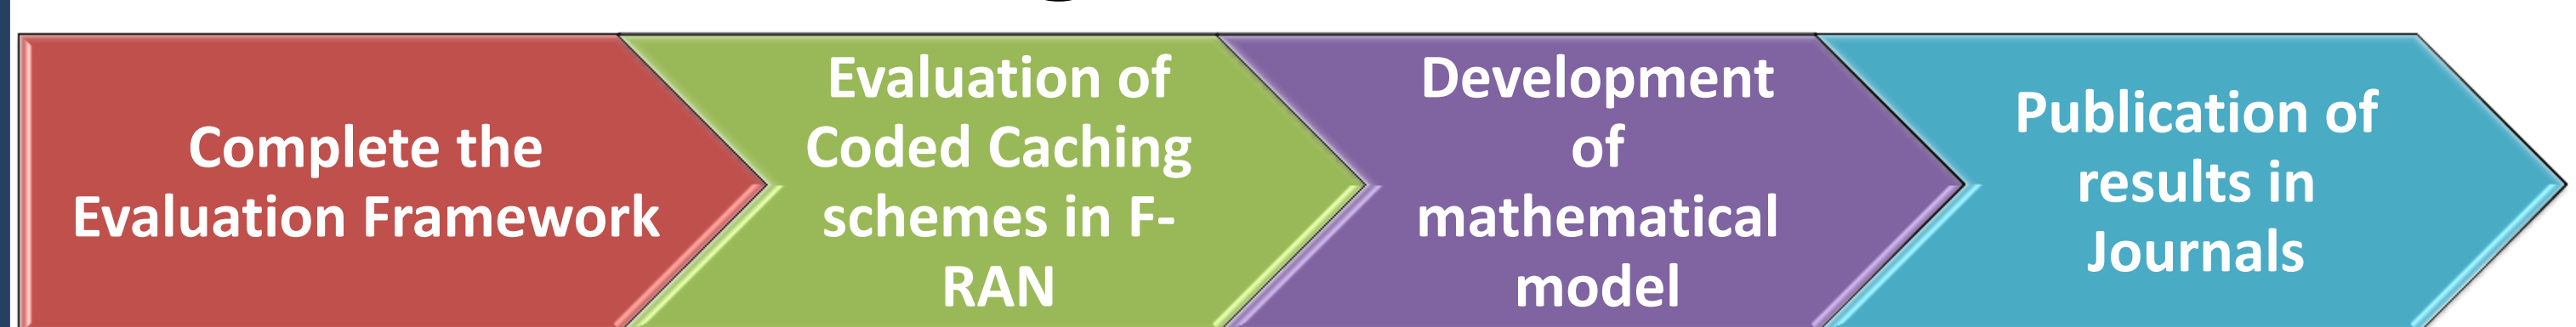 Complete the
Evaluation Framework
Evaluation of
Coded Caching
schemes in F-
RAN
Development
of
mathematical
model
Publication of
results in
Journals